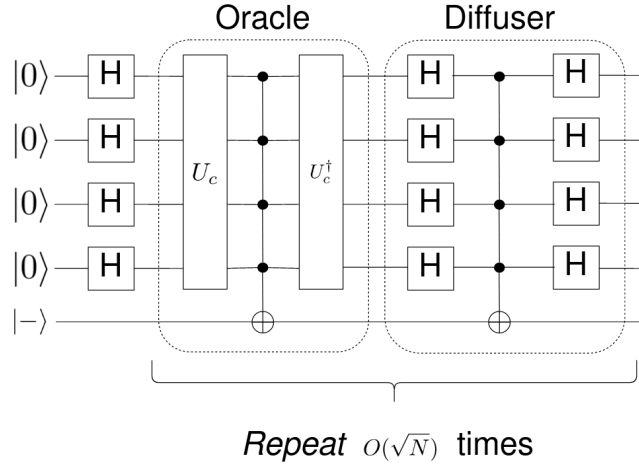 Oracle Diffuser
|0⟩ H H H
|0⟩ H H H
U_c U_c^†
|0⟩ H H H
|0⟩ H H H
|−⟩
Repeat O(√N) times